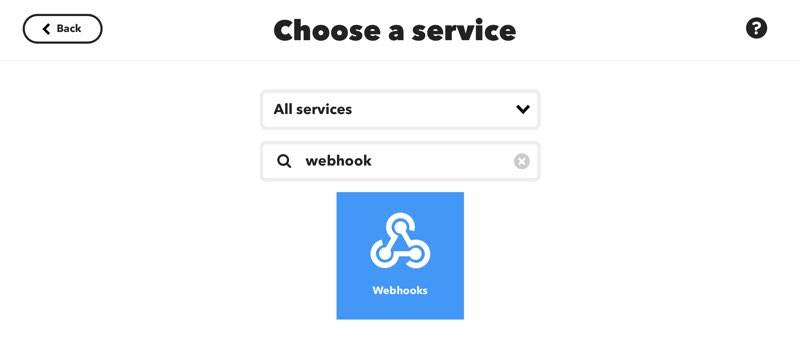 Back
Choose a service
?
All services
webhook
Webhooks